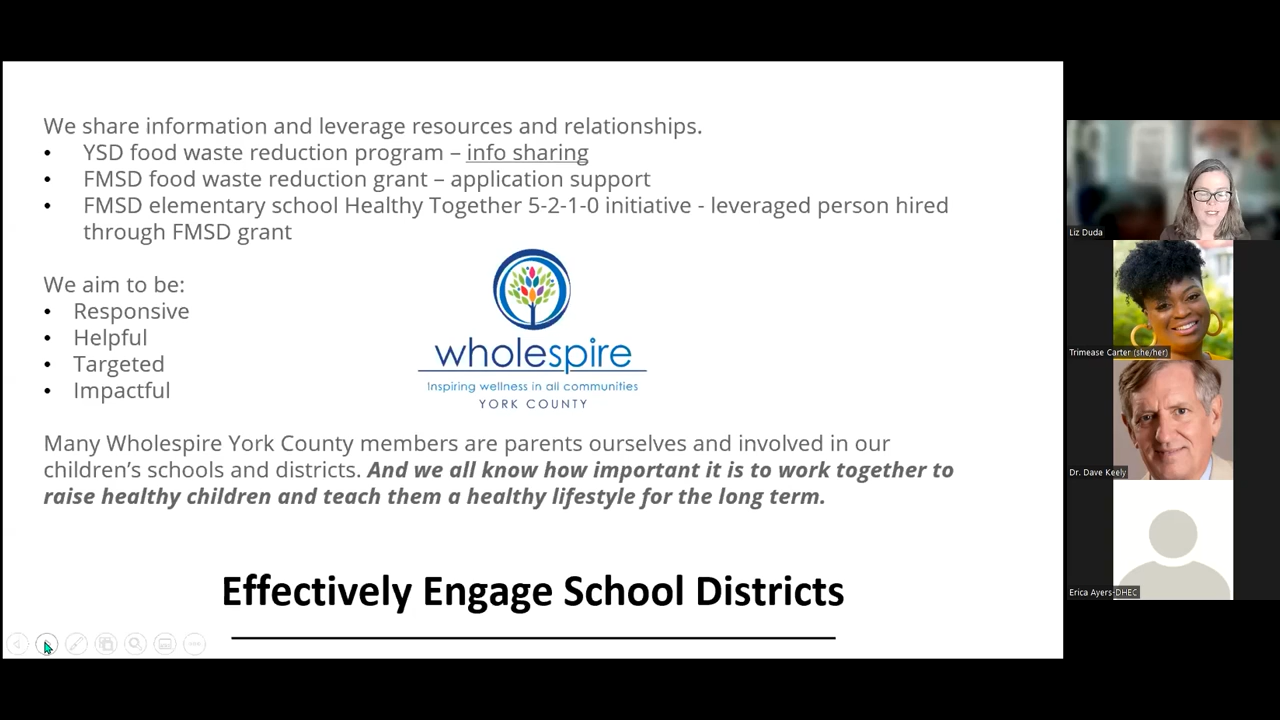 We share information and leverage resources and relationships.
• YSD food waste reduction program – info sharing
• FMSD food waste reduction grant – application support
• FMSD elementary school Healthy Together 5-2-1-0 initiative - leveraged person hired
through FMSD grant
We aim to be:
• Responsive
• Helpful
• Targeted
• Impactful
wholespire
Inspiring wellness in all communities
YORK COUNTY
Many Wholespire York County members are parents ourselves and involved in our
children’s schools and districts. And we all know how important it is to work together to
raise healthy children and teach them a healthy lifestyle for the long term.
Effectively Engage School Districts
Liz Duda
Trimease Carter (she/her)
Dr. Dave Keely
Erica Ayers-DHEC